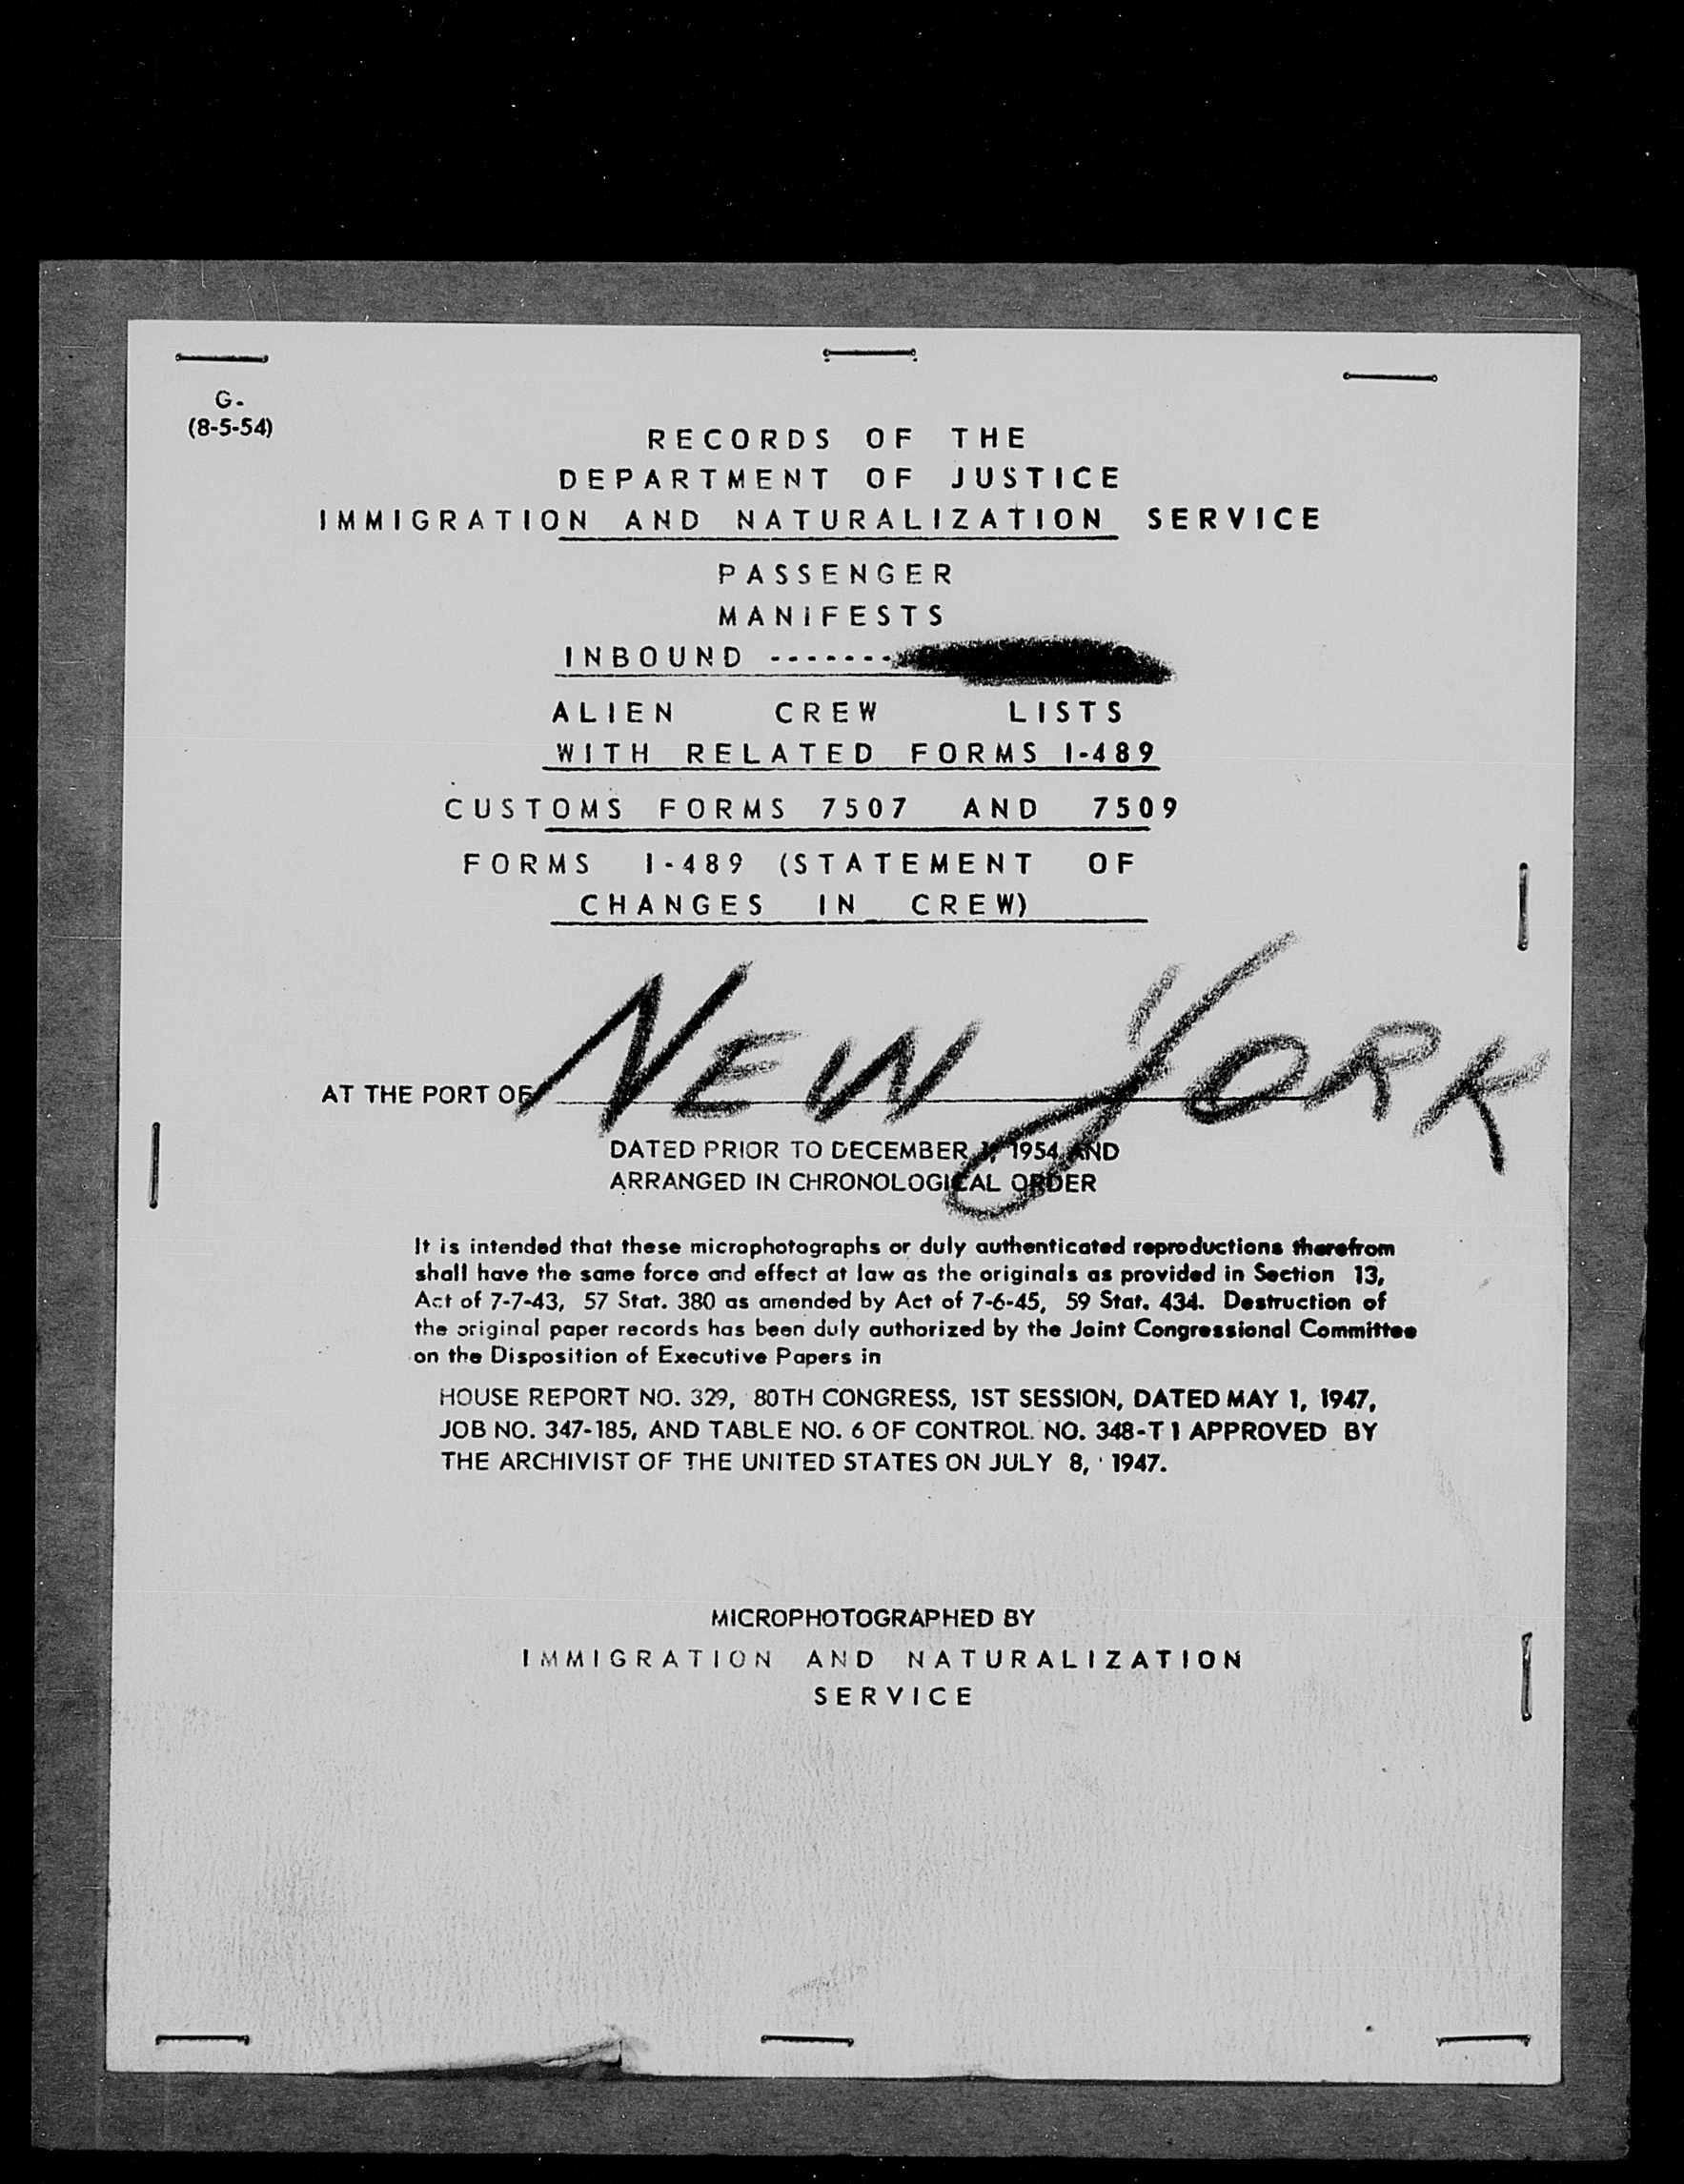 G-
(8-5-54)
RECORDS OF THE
DEPARTMENT OF JUSTICE
IMMIGRATION AND NATURALIZATION SERVICE
PASSENGER
MANIFESTS
INBOUND -------
ALIEN CREW LISTS
WITH RELATED FORMS I-489
CUSTOMS FORMS 7507 AND 7509
FORMS I-489 (STATEMENT OF
CHANGES IN CREW)
AT THE PORT OF NEW YORK
DATED PRIOR TO DECEMBER 1, 1954 AND
ARRANGED IN CHRONOLOGICAL ORDER
It is intended that these microphotographs or duly authenticated reproductions therefrom
shall have the same force and effect at law as the originals as provided in Section 13,
Act of 7-7-43, 57 Stat. 380 as amended by Act of 7-6-45, 59 Stat. 434. Destruction of
the original paper records has been duly authorized by the Joint Congressional Committee
on the Disposition of Executive Papers in
HOUSE REPORT NO. 329, 80TH CONGRESS, 1ST SESSION, DATED MAY 1, 1947,
JOB NO. 347-185, AND TABLE NO. 6 OF CONTROL NO. 348-T1 APPROVED BY
THE ARCHIVIST OF THE UNITED STATES ON JULY 8, 1947.
MICROPHOTOGRAPHED BY
IMMIGRATION AND NATURALIZATION
SERVICE